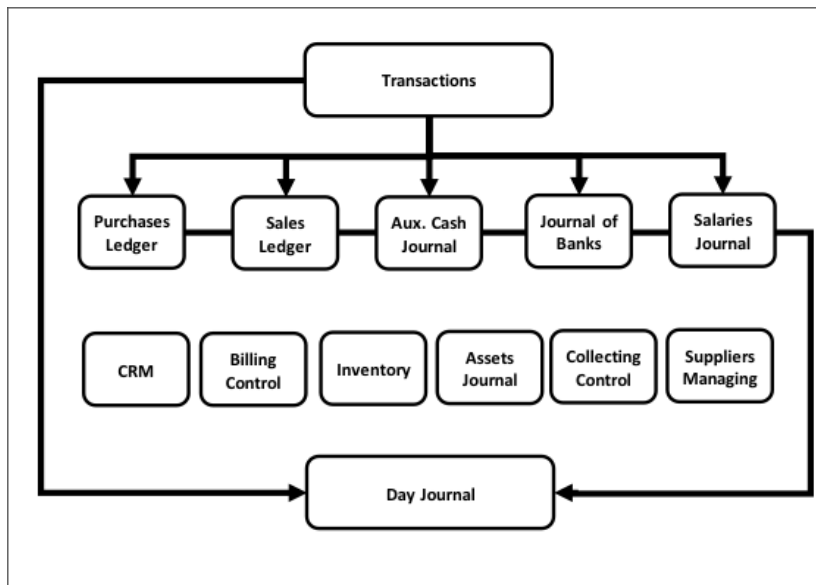 Transactions
Purchases
Ledger
Sales
Ledger
Aux. Cash
Journal
Journal of
Banks
Salaries
Journal
CRM
Billing
Control
Inventory
Assets
Journal
Collecting
Control
Suppliers
Managing
Day Journal